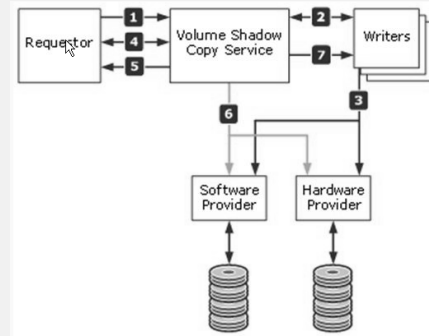 1
2
Requestor
4
Volume Shadow
Copy Service
7
Writers
5
6
3
Software
Provider
Hardware
Provider